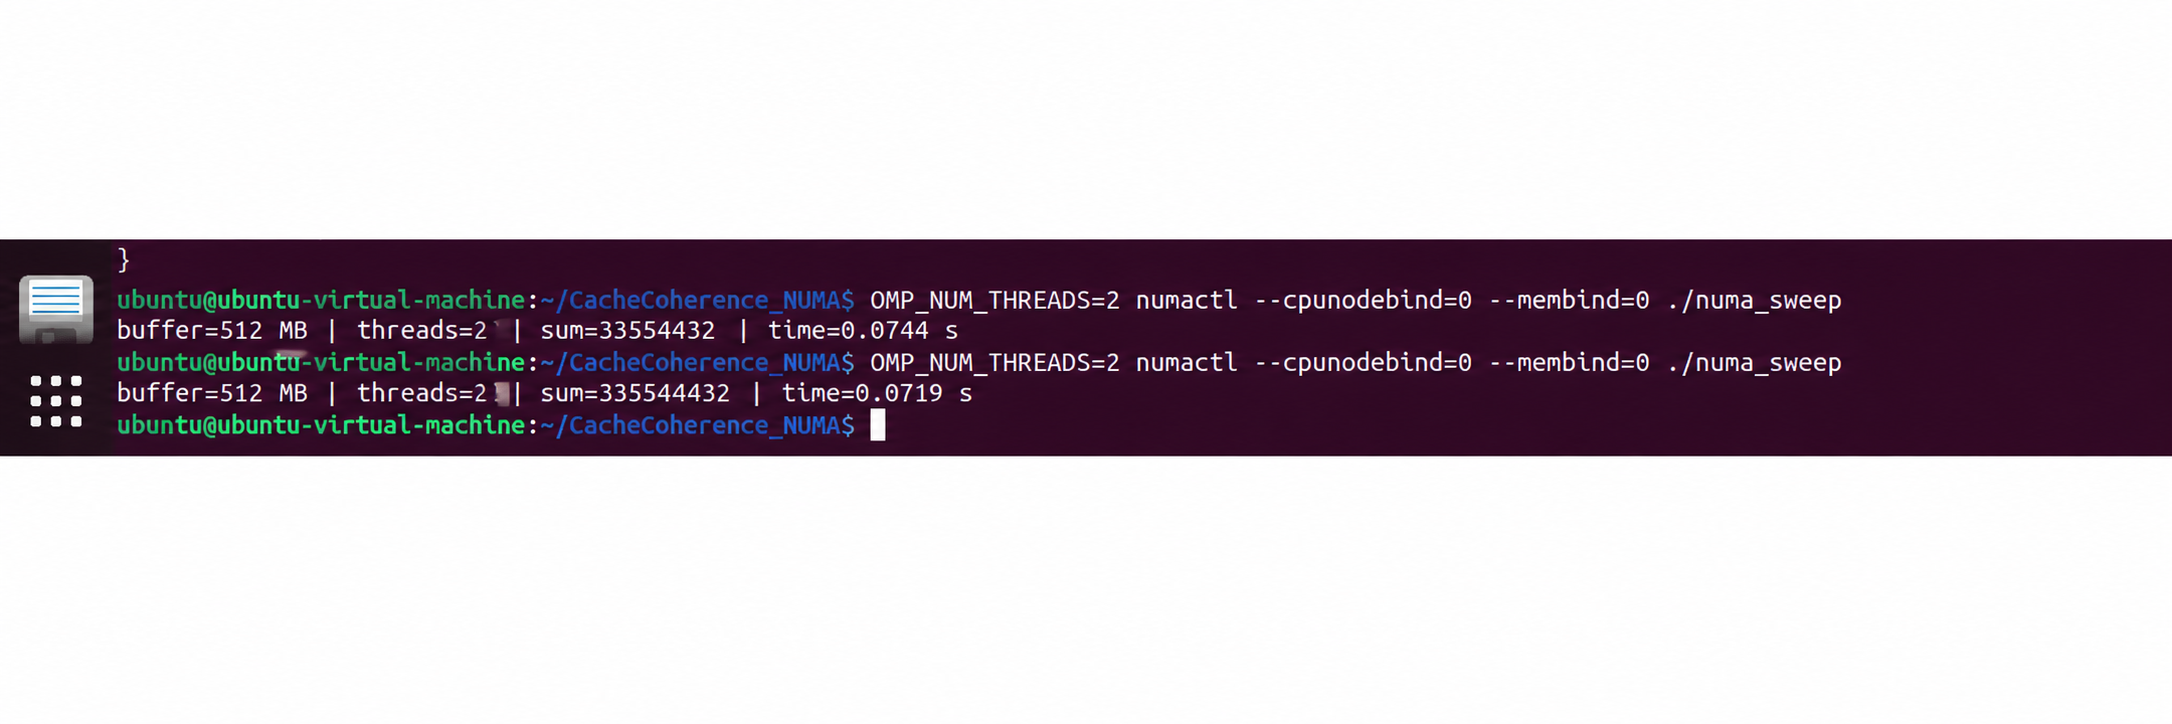 }
ubuntu@ubuntu-virtual-machine:~/CacheCoherence_NUMA$ OMP_NUM_THREADS=2 numactl --cpunodebind=0 --membind=0 ./numa_sweep
buffer=512 MB | threads=2 | sum=33554432 | time=0.0744 s
ubuntu@ubuntu-virtual-machine:~/CacheCoherence_NUMA$ OMP_NUM_THREADS=2 numactl --cpunodebind=0 --membind=0 ./numa_sweep
buffer=512 MB | threads=2 | sum=335544432 | time=0.0719 s
ubuntu@ubuntu-virtual-machine:~/CacheCoherence_NUMA$